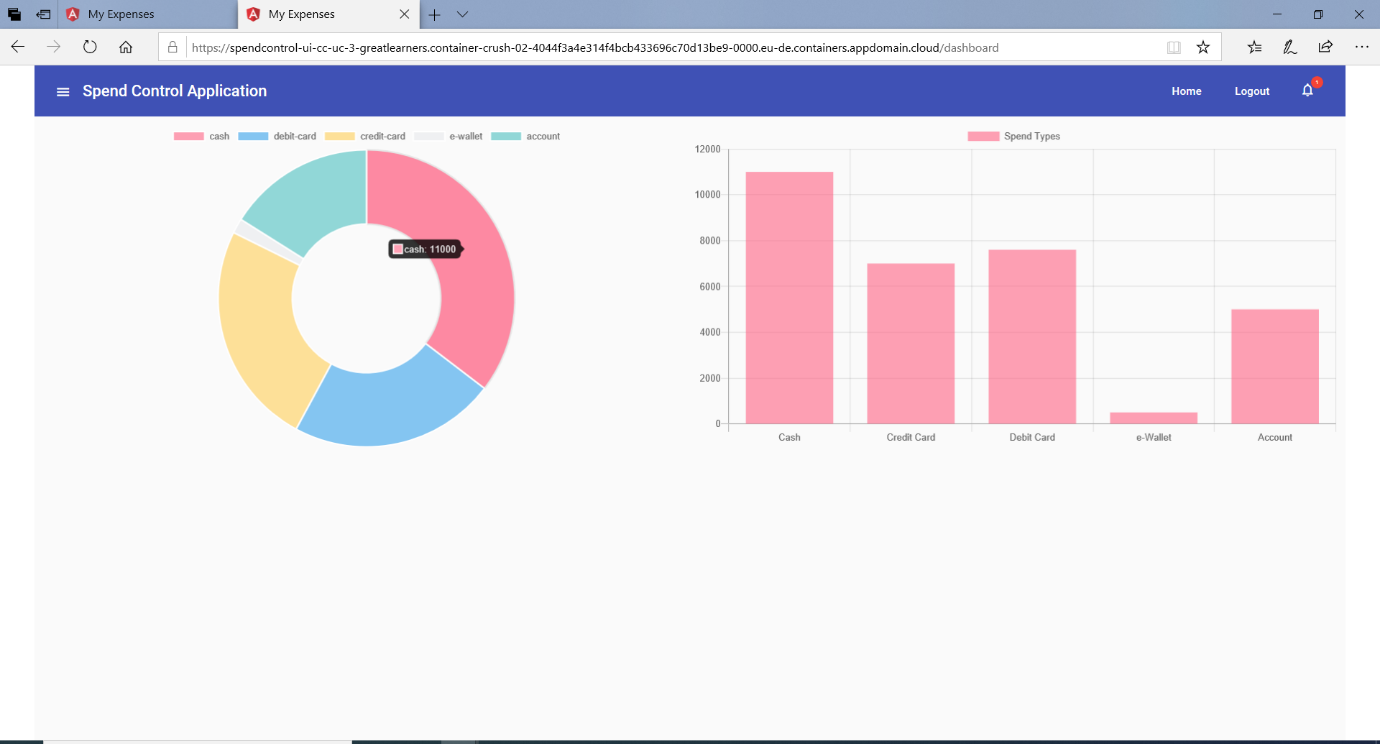 My Expenses
My Expenses
https://spendcontrol-ui-cc-uc-3-greatlearners.container-crush-02-4044f3a4e314f4bcb433696c70d13be9-0000.eu-de.containers.appdomain.cloud/dashboard
Spend Control Application
Home
Logout
1
cash
debit-card
credit-card
e-wallet
account
cash: 11000
Spend Types
12000
10000
8000
6000
4000
2000
0
Cash
Credit Card
Debit Card
e-Wallet
Account